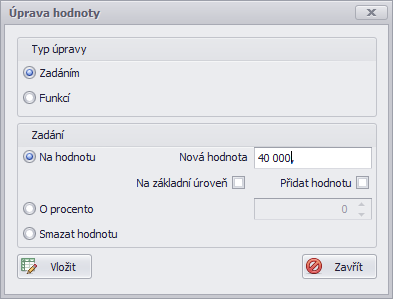 Úprava hodnoty
Typ úpravy
Zadáním
Funkcí
Zadání
Na hodnotu Nová hodnota 40 000,
Na základní úroveň Přidat hodnotu
O procento 0
Smazat hodnotu
Vložit Zavřít